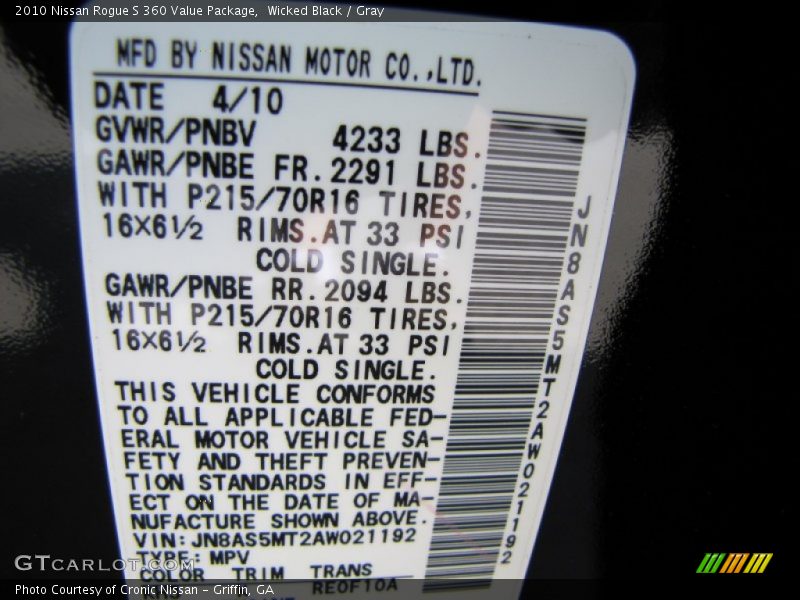 2010 Nissan Rogue S 360 Value Package,  Wicked Black / Gray
MFD BY NISSAN MOTOR CO.,LTD.
DATE 4/10
GVWR/PNBV 4233 LBS.
GAWR/PNBE FR.2291 LBS.
WITH P215/70R16 TIRES,
16X6½ RIMS.AT 33 PSI
COLD SINGLE.
GAWR/PNBE RR.2094 LBS.
WITH P215/70R16 TIRES,
16X6½ RIMS.AT 33 PSI
COLD SINGLE.
THIS VEHICLE CONFORMS
TO ALL APPLICABLE FED-
ERAL MOTOR VEHICLE SA-
FETY AND THEFT PREVEN-
TION STANDARDS IN EFF-
ECT ON THE DATE OF MA-
NUFACTURE SHOWN ABOVE.
VIN:JN8AS5MT2AW021192
TYPE:MPV
COLOR TRIM TRANS
RE0F10A
JN8AS5MT2AW021192
GTCARLOT.COM
Photo Courtesy of Cronic Nissan - Griffin, GA